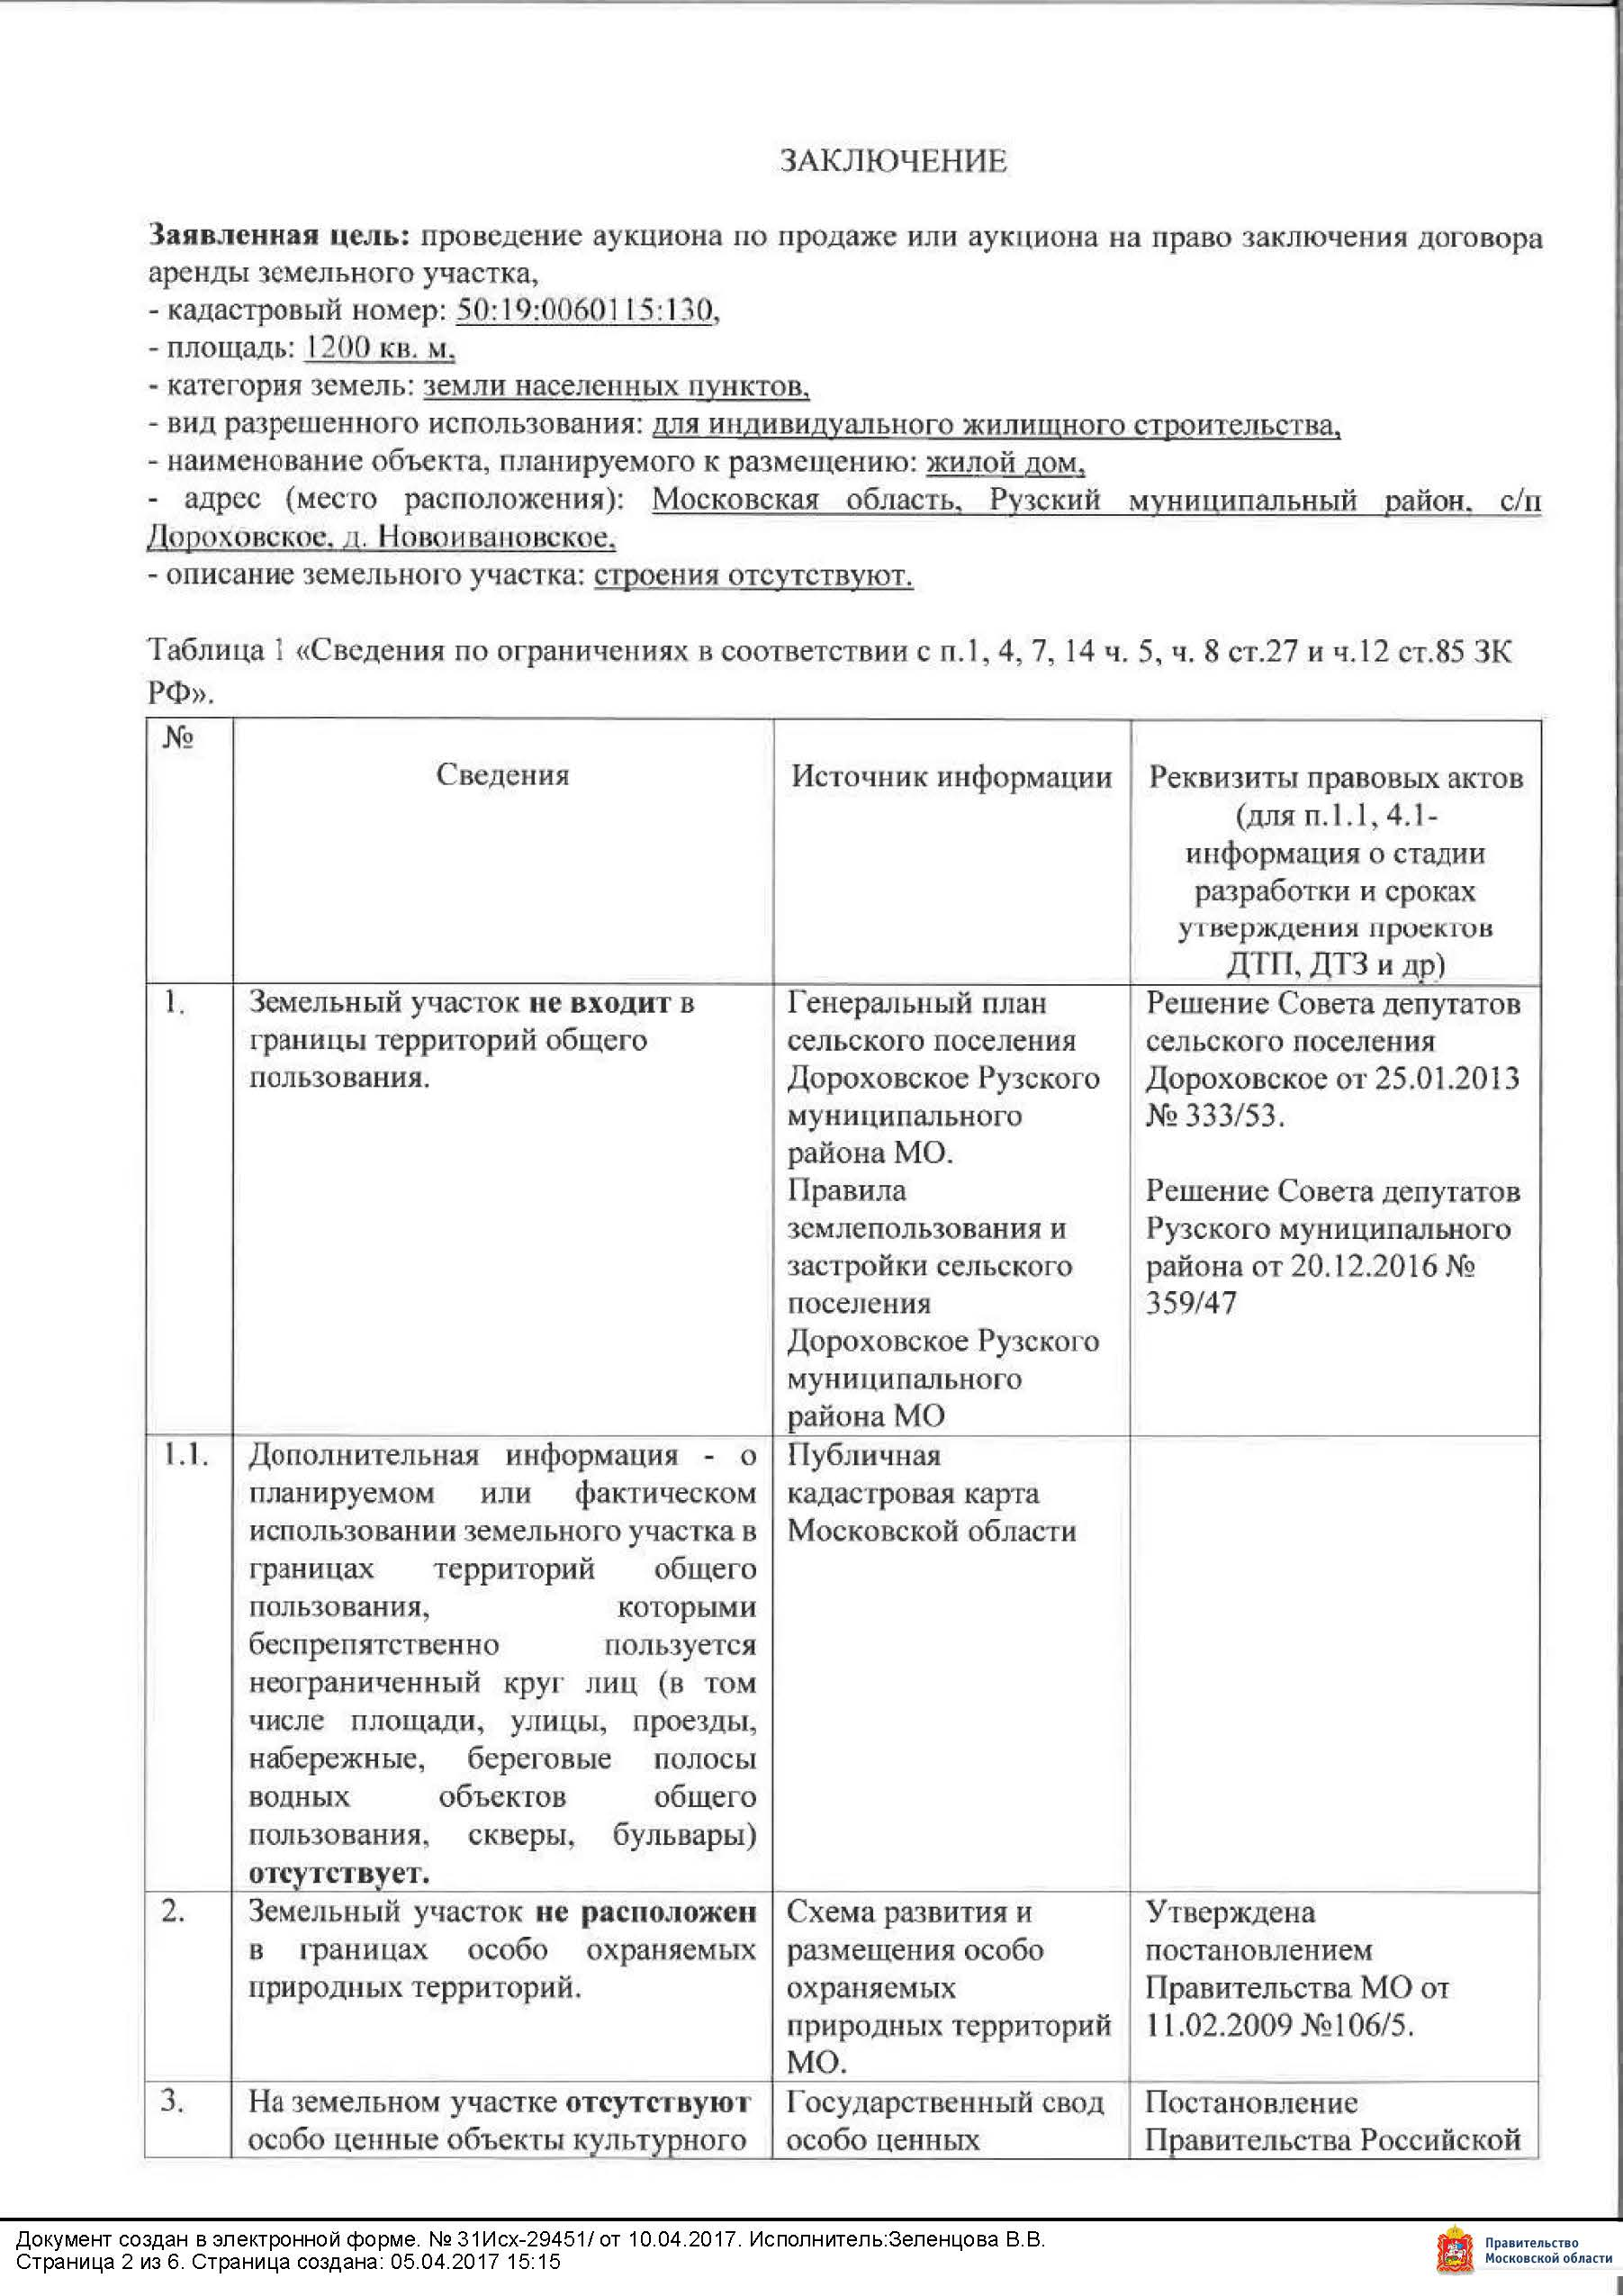 ЗАКЛЮЧЕНИЕ
Заявленная цель: проведение аукциона по продаже или аукциона на право заключения договора
аренды земельного участка,
- кадастровый номер: 50:19:0060115:130,
- площадь: 1200 кв. м,
- категория земель: земли населенных пунктов,
- вид разрешенного использования: для индивидуального жилищного строительства,
- наименование объекта, планируемого к размещению: жилой дом,
- адрес (место расположения): Московская область, Рузский муниципальный район, с/п
Дороховское, д. Новоивановское,
- описание земельного участка: строения отсутствуют.
Таблица 1 «Сведения по ограничениях в соответствии с п.1, 4, 7, 14 ч. 5, ч. 8 ст.27 и ч.12 ст.85 ЗК
РФ».
№
Сведения
Источник информации
Реквизиты правовых актов
(для п.1.1, 4.1-
информация о стадии
разработки и сроках
утверждения проектов
ДТП, ДТЗ и др)
1.
Земельный участок не входит в
границы территорий общего
пользования.
Генеральный план
сельского поселения
Дороховское Рузского
муниципального
района МО.
Правила
землепользования и
застройки сельского
поселения
Дороховское Рузского
муниципального
района МО
Решение Совета депутатов
сельского поселения
Дороховское от 25.01.2013
№ 333/53.
Решение Совета депутатов
Рузского муниципального
района от 20.12.2016 №
359/47
1.1.
Дополнительная информация - о
планируемом или фактическом
использовании земельного участка в
границах территорий общего
пользования, которыми
беспрепятственно пользуется
неограниченный круг лиц (в том
числе площади, улицы, проезды,
набережные, береговые полосы
водных объектов общего
пользования, скверы, бульвары)
отсутствует.
Публичная
кадастровая карта
Московской области
2.
Земельный участок не расположен
в границах особо охраняемых
природных территорий.
Схема развития и
размещения особо
охраняемых
природных территорий
МО.
Утверждена
постановлением
Правительства МО от
11.02.2009 №106/5.
3.
На земельном участке отсутствуют
особо ценные объекты культурного
Государственный свод
особо ценных
Постановление
Правительства Российской
Документ создан в электронной форме. № 31Исх-29451/ от 10.04.2017. Исполнитель:Зеленцова В.В.
Страница 2 из 6. Страница создана: 05.04.2017 15:15
Правительство
Московской области